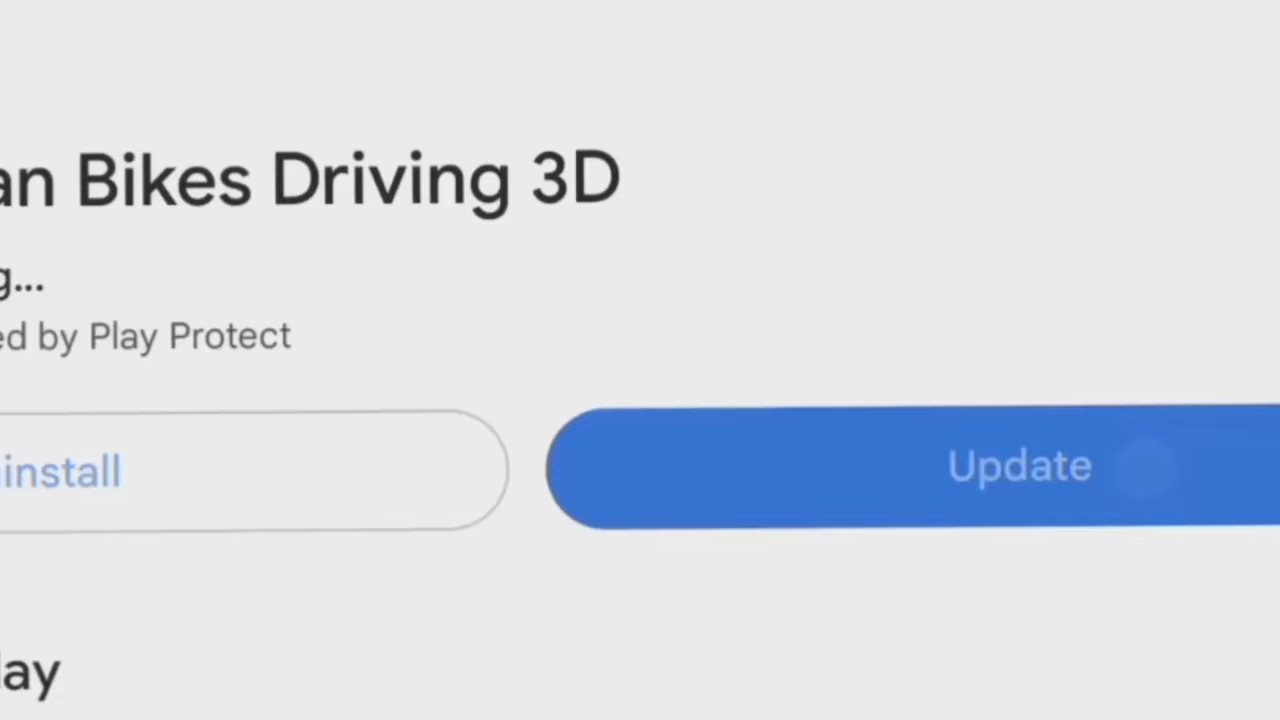 an Bikes Driving 3D
g...
ed by Play Protect
install
Update
lay